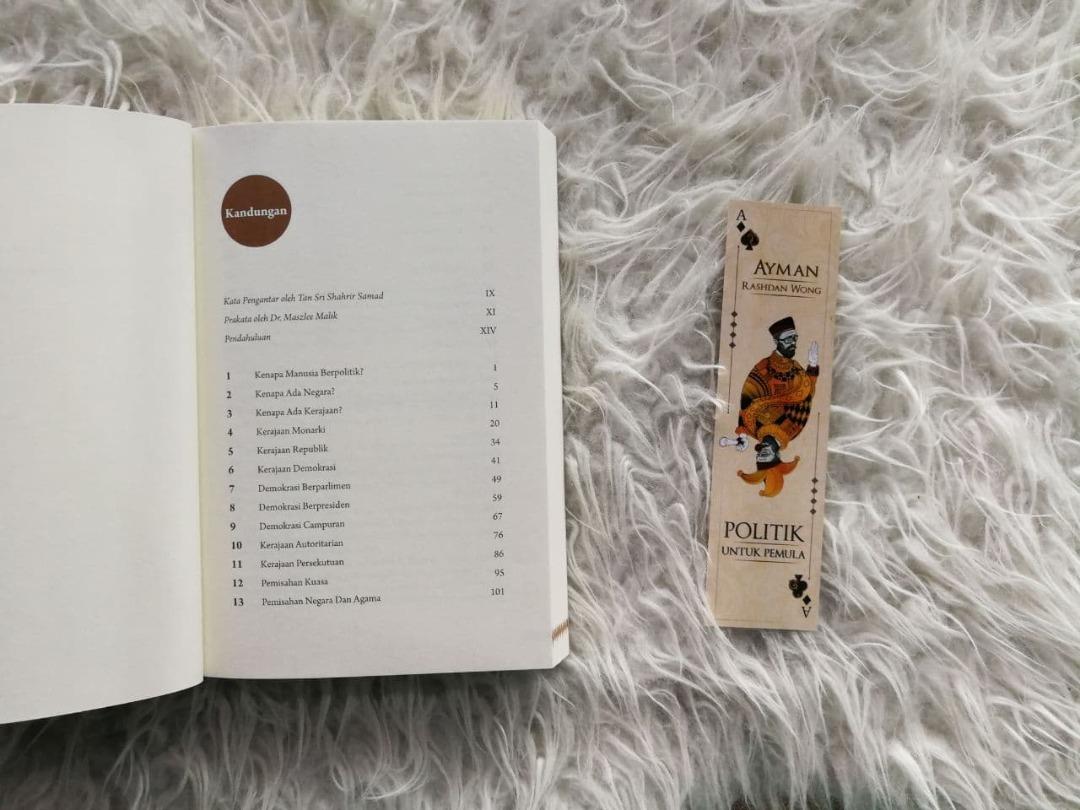 Kandungan
Kata Pengantar oleh Tan Sri Shahrir Samad IX
Prakata oleh Dr. Maszlee Malik XI
Pendahuluan XIV
1 Kenapa Manusia Berpolitik? 1
2 Kenapa Ada Negara? 5
3 Kenapa Ada Kerajaan? 11
4 Kerajaan Monarki 20
5 Kerajaan Republik 34
6 Kerajaan Demokrasi 41
7 Demokrasi Berparlimen 49
8 Demokrasi Berpresiden 59
9 Demokrasi Campuran 67
10 Kerajaan Autoritarian 76
11 Kerajaan Persekutuan 86
12 Pemisahan Kuasa 95
13 Pemisahan Negara Dan Agama 101
A
AYMAN
RASHDAN WONG
POLITIK
UNTUK PEMULA
A